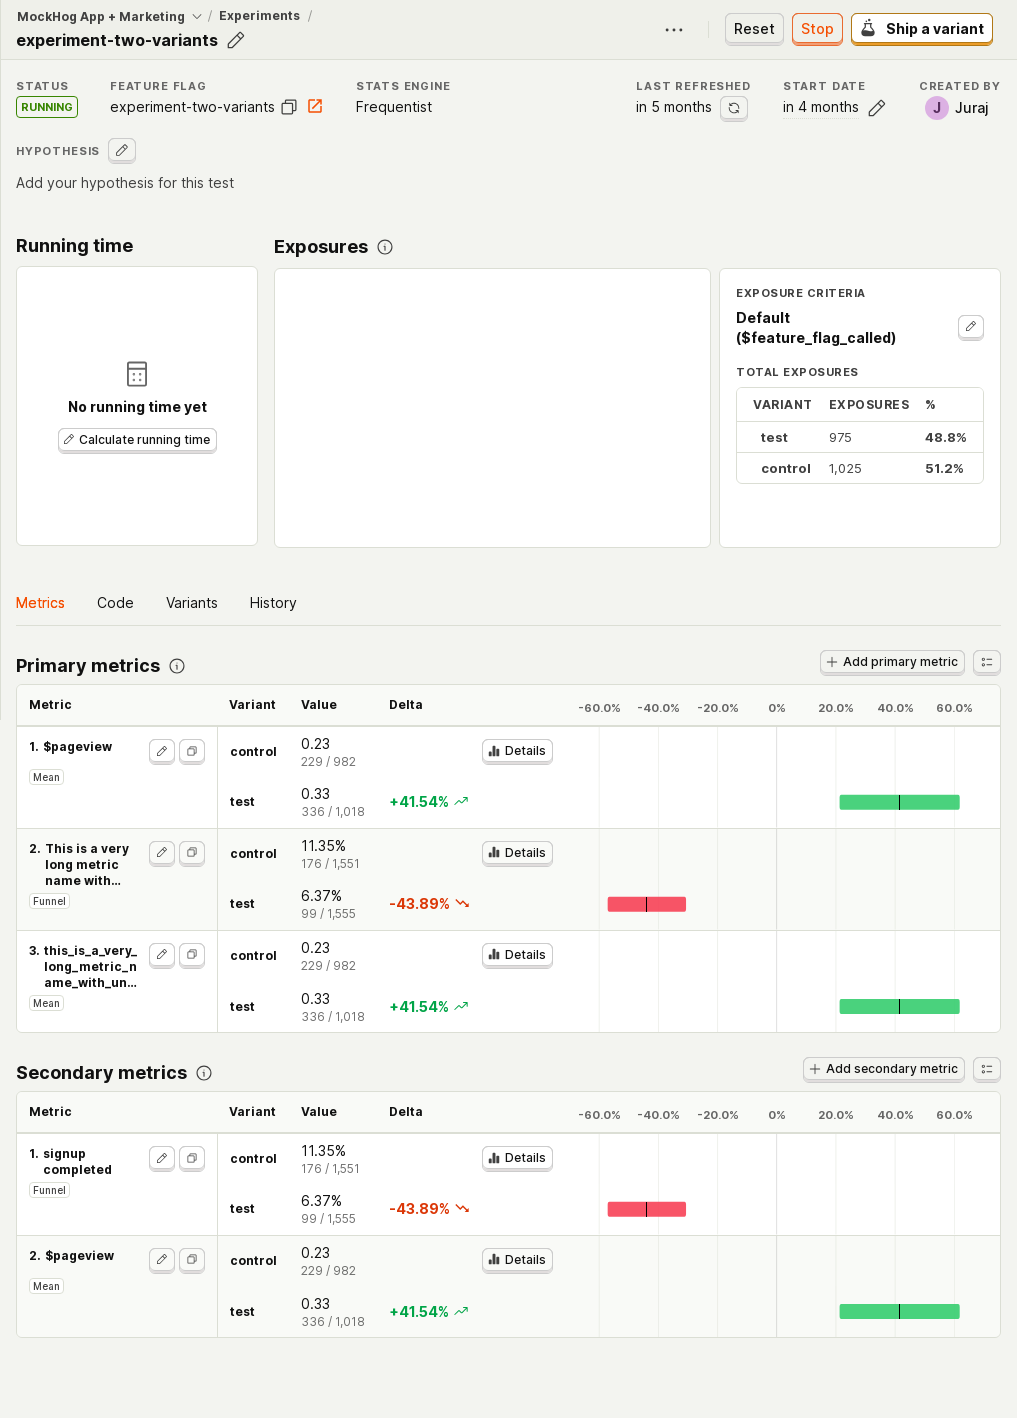 MockHog App + Marketing / Experiments /
experiment-two-variants
Reset
Stop
Ship a variant
STATUS
RUNNING
FEATURE FLAG
experiment-two-variants
STATS ENGINE
Frequentist
LAST REFRESHED
in 5 months
START DATE
in 4 months
CREATED BY
J Juraj
HYPOTHESIS
Add your hypothesis for this test
Running time
No running time yet
Calculate running time
Exposures
EXPOSURE CRITERIA
Default
($feature_flag_called)
TOTAL EXPOSURES
VARIANT EXPOSURES %
test 975 48.8%
control 1,025 51.2%
Metrics Code Variants History
Primary metrics
Add primary metric
Metric Variant Value Delta -60.0% -40.0% -20.0% 0% 20.0% 40.0% 60.0%
1. $pageview
Mean
control 0.23
229 / 982
Details
test 0.33
336 / 1,018
+41.54%
2. This is a very
long metric
name with...
Funnel
control 11.35%
176 / 1,551
Details
test 6.37%
99 / 1,555
-43.89%
3. this_is_a_very_
long_metric_n
ame_with_un...
Mean
control 0.23
229 / 982
Details
test 0.33
336 / 1,018
+41.54%
Secondary metrics
Add secondary metric
Metric Variant Value Delta -60.0% -40.0% -20.0% 0% 20.0% 40.0% 60.0%
1. signup
completed
Funnel
control 11.35%
176 / 1,551
Details
test 6.37%
99 / 1,555
-43.89%
2. $pageview
Mean
control 0.23
229 / 982
Details
test 0.33
336 / 1,018
+41.54%